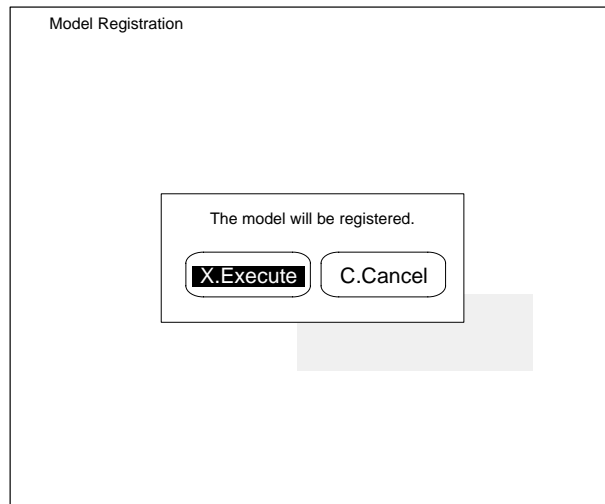 Model Registration
The model will be registered.
X.Execute C.Cancel